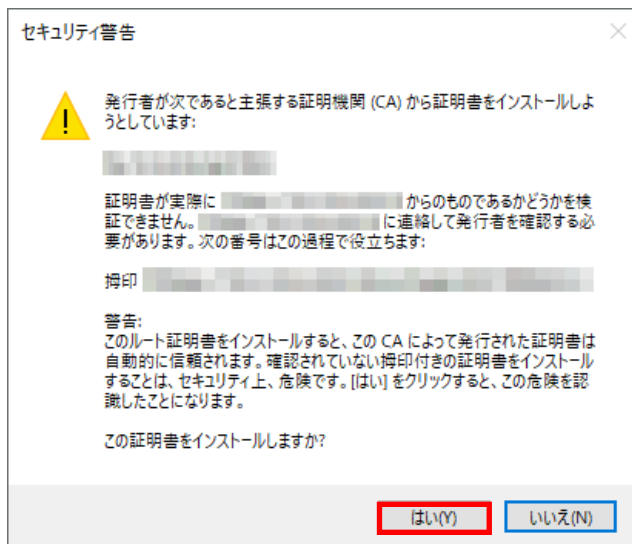 セキュリティ警告
発行者が次であると主張する証明機関 (CA) から証明書をインストールしよ
うとしています:
証明書が実際に からのものであるかどうかを検
証できません。 に連絡して発行者を確認する必
要があります。次の番号はこの過程で役立ちます:
拇印
警告:
このルート証明書をインストールすると、この CA によって発行された証明書は
自動的に信頼されます。確認されていない拇印付きの証明書をインストール
することは、セキュリティ上、危険です。[はい] をクリックすると、この危険を認
識したことになります。
この証明書をインストールしますか?
はい(Y)
いいえ(N)